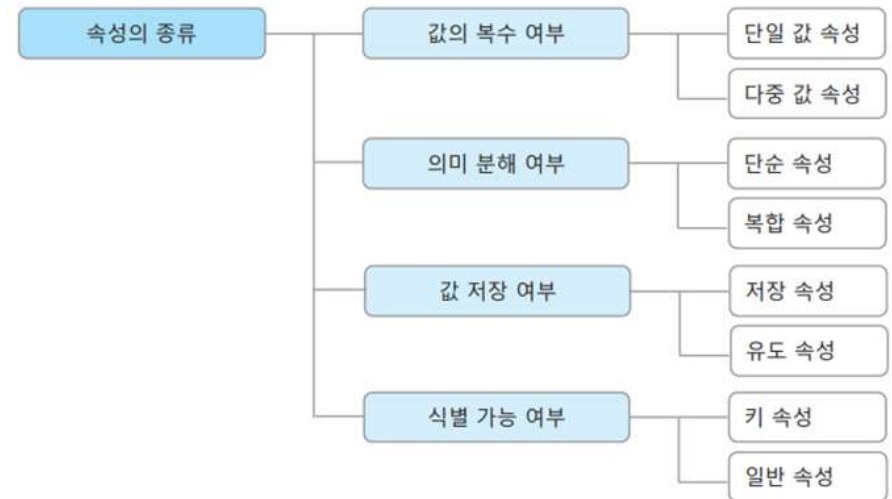 속성의 종류
값의 복수 여부
단일 값 속성
다중 값 속성
의미 분해 여부
단순 속성
복합 속성
값 저장 여부
저장 속성
유도 속성
식별 가능 여부
키 속성
일반 속성